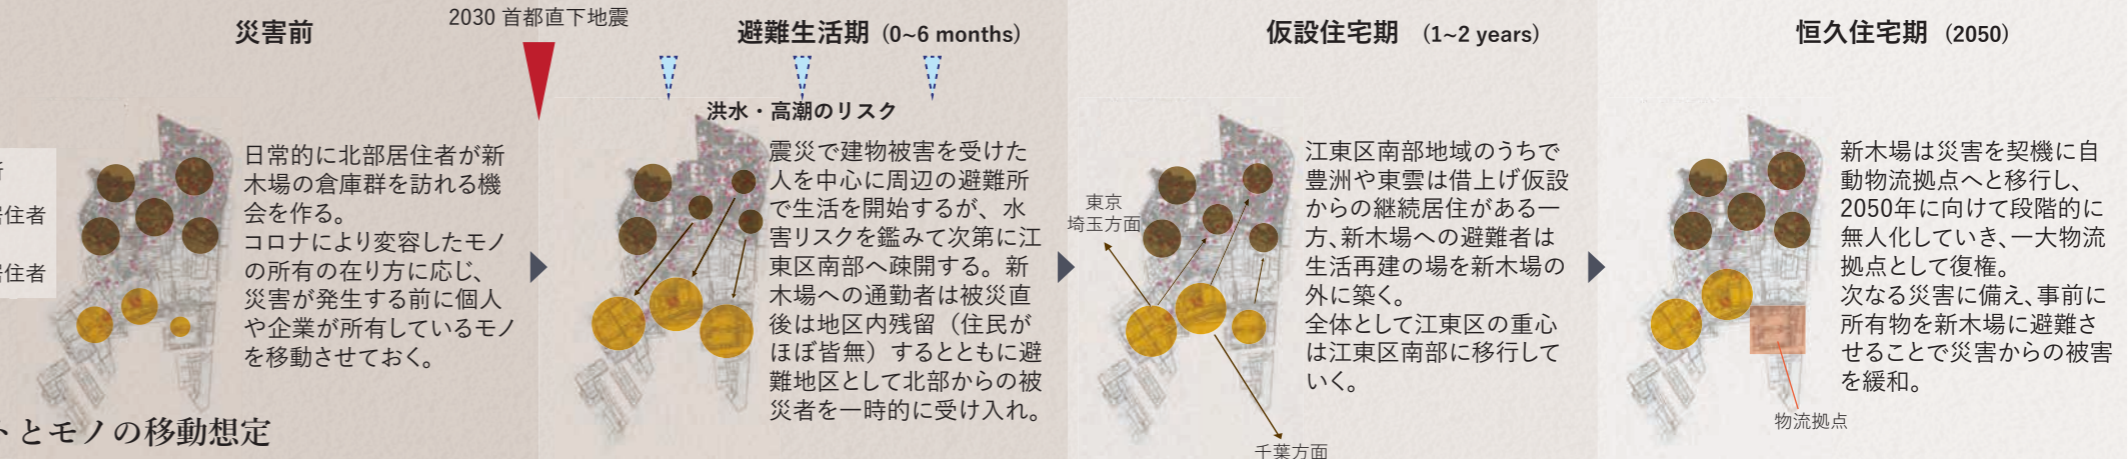 災害前
日常的に北部居住者が新
木場の倉庫群を訪れる機
会を作る。
コロナにより変容したモノ
の所有の在り方に応じ、
災害が発生する前に個人
や企業が所有しているモノ
を移動させておく。
居住者
居住者
トとモノの移動想定
2030 首都直下地震
避難生活期 (0~6 months)
洪水・高潮のリスク
震災で建物被害を受けた
人を中心に周辺の避難所
で生活を開始するが、水
害リスクを鑑みて次第に江
東区南部へ疎開する。新
木場への通勤者は被災直
後は地区内残留（住民が
ほぼ皆無）するとともに避
難地区として北部からの被
災者を一時的に受け入れ。
仮設住宅期 (1~2 years)
東京
埼玉方面
江東区南部地域のうちで
豊洲や東雲は借上げ仮設
からの継続居住がある一
方、新木場への避難者は
生活再建の場を新木場の
外に築く。
全体として江東区の重心
は江東区南部に移行して
いく。
千葉方面
恒久住宅期 (2050)
新木場は災害を契機に自
動物流拠点へと移行し、
2050年に向けて段階的に
無人化していき、一大物流
拠点として復権。
次なる災害に備え、事前に
所有物を新木場に避難さ
せることで災害からの被害
を緩和。
物流拠点